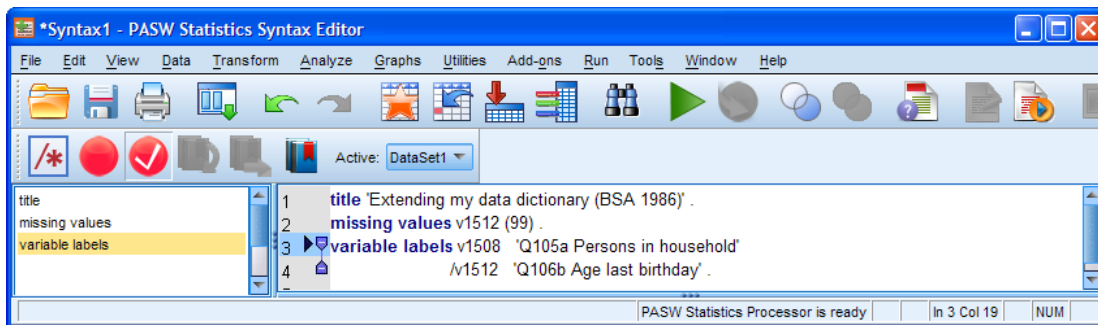 *Syntax1 - PASW Statistics Syntax Editor
File Edit View Data Transform Analyze Graphs Utilities Add-ons Run Tools Window Help
/*
Active: DataSet1
title
missing values
variable labels
1 title 'Extending my data dictionary (BSA 1986)' .
2 missing values v1512 (99) .
3 variable labels v1508 'Q105a Persons in household'
4 /v1512 'Q106b Age last birthday' .
PASW Statistics Processor is ready In 3 Col 19 NUM